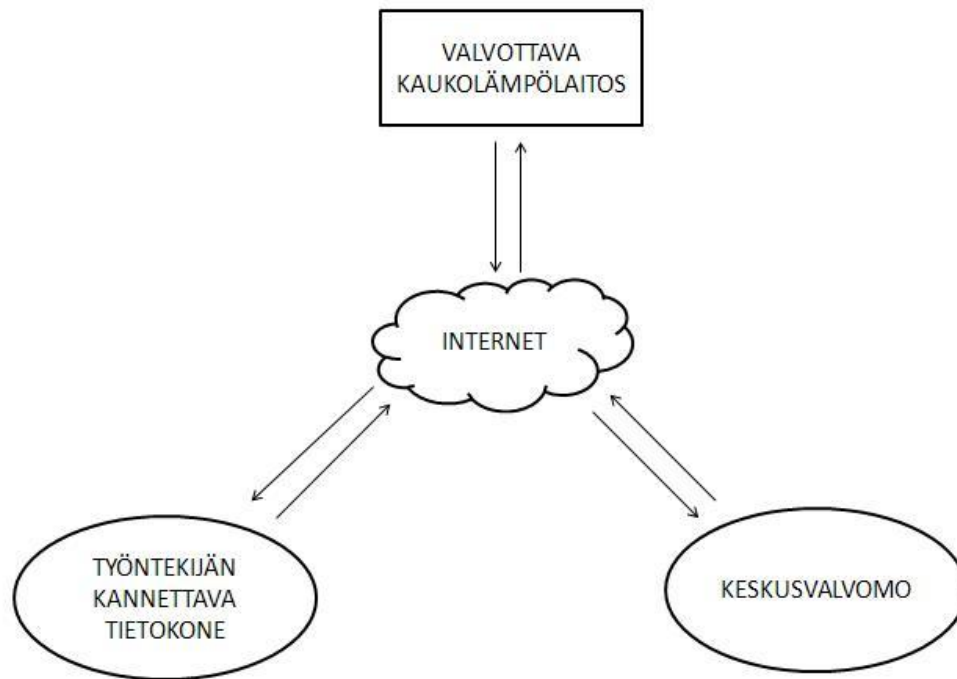 VALVOTTAVA
KAUKOLÄMPÖLAITOS
INTERNET
TYÖNTEKIJÄN
KANNETTAVA
TIETOKONE
KESKUSVALVOMO